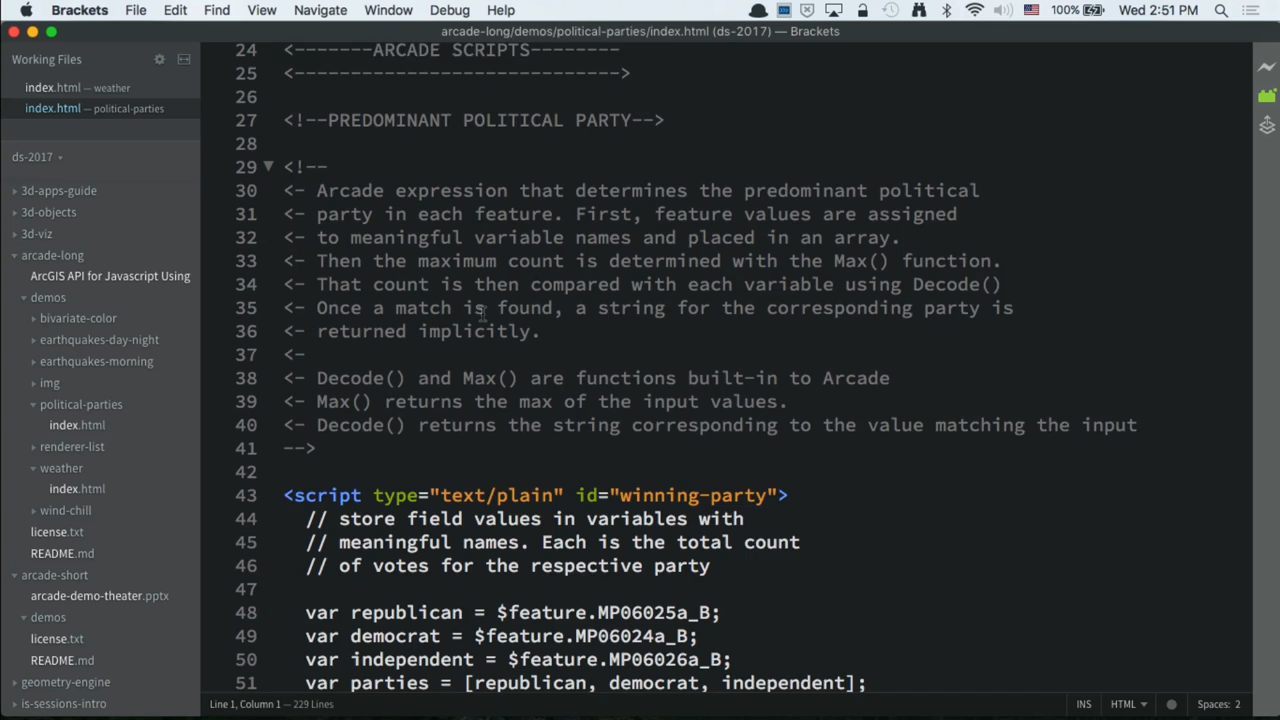 Brackets File Edit Find View Navigate Window Debug Help 100% Wed 2:51 PM
arcade-long/demos/political-parties/index.html (ds-2017) — Brackets
Working Files
index.html — weather
index.html — political-parties
ds-2017
3d-apps-guide
3d-objects
3d-viz
arcade-long
ArcGIS API for Javascript Using
demos
bivariate-color
earthquakes-day-night
earthquakes-morning
img
political-parties
index.html
renderer-list
weather
index.html
wind-chill
license.txt
README.md
arcade-short
arcade-demo-theater.pptx
demos
license.txt
README.md
geometry-engine
is-sessions-intro
24 <-------ARCADE SCRIPTS--------
25 <----------------------------->
26
27 <!--PREDOMINANT POLITICAL PARTY-->
28
29 <!--
30 <- Arcade expression that determines the predominant political
31 <- party in each feature. First, feature values are assigned
32 <- to meaningful variable names and placed in an array.
33 <- Then the maximum count is determined with the Max() function.
34 <- That count is then compared with each variable using Decode()
35 <- Once a match is found, a string for the corresponding party is
36 <- returned implicitly.
37 <-
38 <- Decode() and Max() are functions built-in to Arcade
39 <- Max() returns the max of the input values.
40 <- Decode() returns the string corresponding to the value matching the input
41 -->
42
43 <script type="text/plain" id="winning-party">
44 // store field values in variables with
45 // meaningful names. Each is the total count
46 // of votes for the respective party
47
48 var republican = $feature.MP06025a_B;
49 var democrat = $feature.MP06024a_B;
50 var independent = $feature.MP06026a_B;
51 var parties = [republican, democrat, independent];
Line 1, Column 1 — 229 Lines INS HTML Spaces: 2